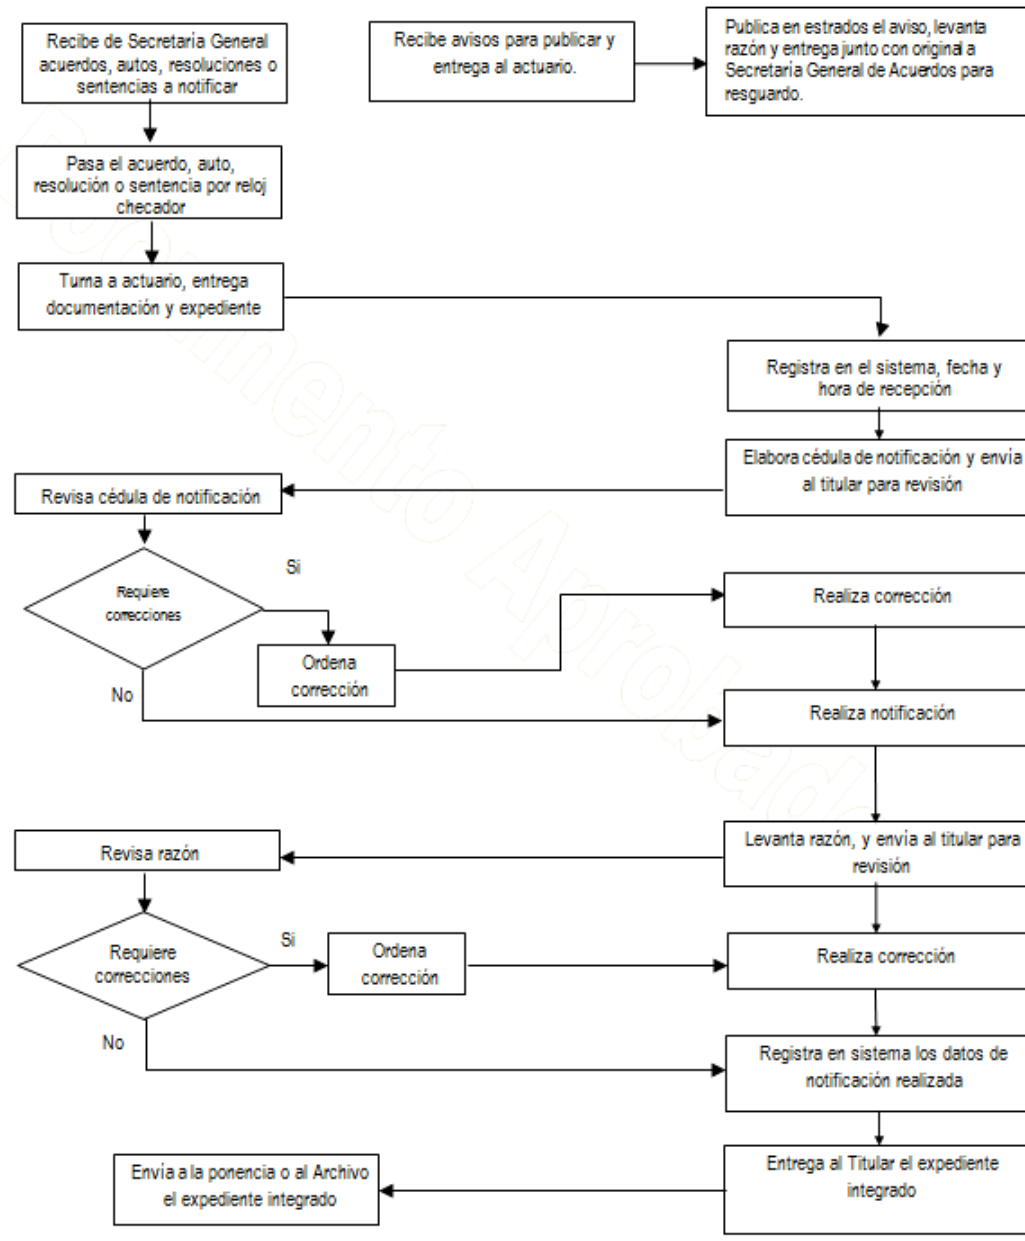 Recibe de Secretaría General
acuerdos, autos, resoluciones o
sentencias a notificar
Recibe avisos para publicar y
entrega al actuario.
Publica en estrados el aviso, levanta
razón y entrega junto con original a
Secretaría General de Acuerdos para
resguardo.
Pasa el acuerdo, auto,
resolución o sentencia por reloj
checador
Turna a actuario, entrega
documentación y expediente
Registra en el sistema, fecha y
hora de recepción
Elabora cédula de notificación y envía
al titular para revisión
Revisa cédula de notificación
Requiere
correcciones
Si
Ordena
corrección
No
Realiza corrección
Realiza notificación
Levanta razón, y envía al titular para
revisión
Revisa razón
Requiere
correcciones
Si
Ordena
corrección
No
Realiza corrección
Registra en sistema los datos de
notificación realizada
Entrega al Titular el expediente
integrado
Envía a la ponencia o al Archivo
el expediente integrado
Documento Aprobado